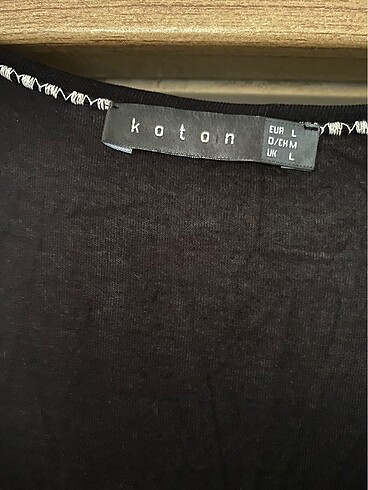 koton
EUR L
D/CH M
UK L